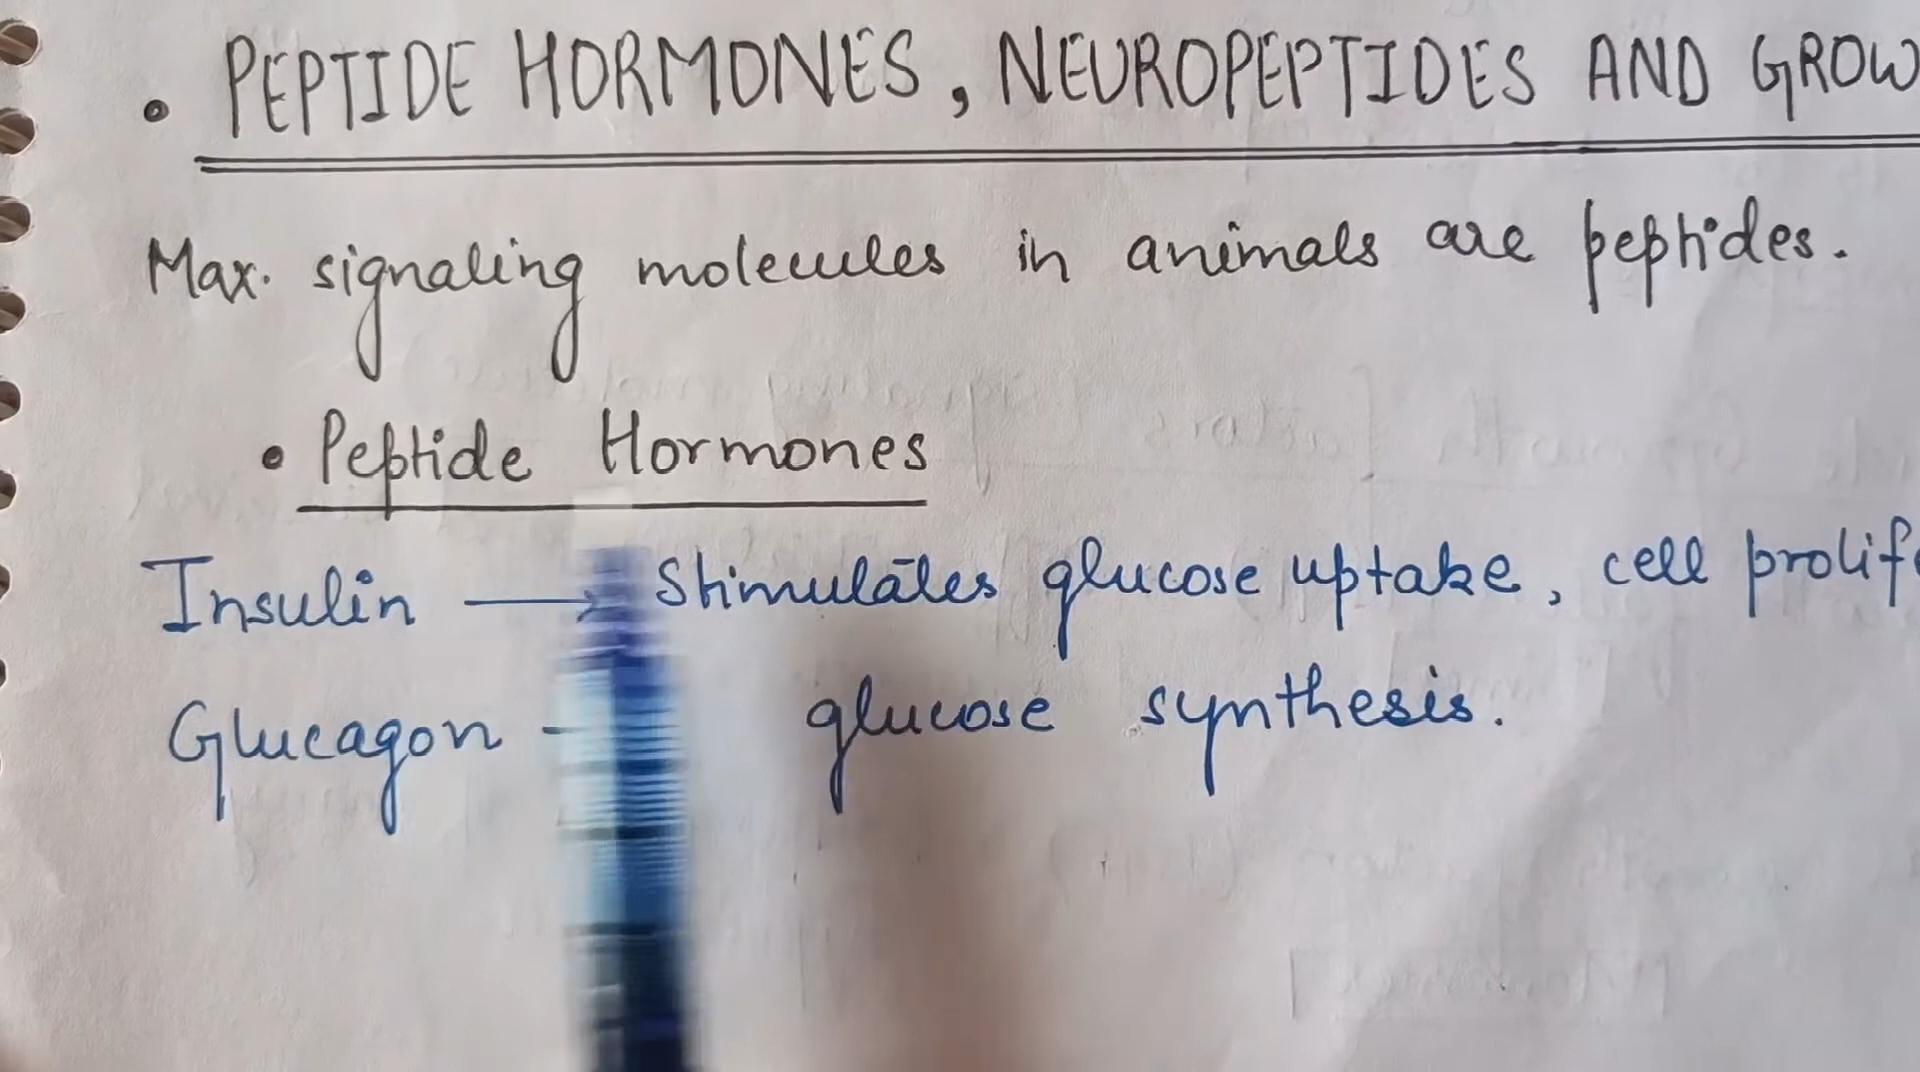 • PEPTIDE HORMONES, NEUROPEPTIDES AND GROW
Max. signaling molecules in animals are peptides.
• Peptide Hormones
Insulin → Stimulates glucose uptake, cell prolif
Glucagon - glucose synthesis.